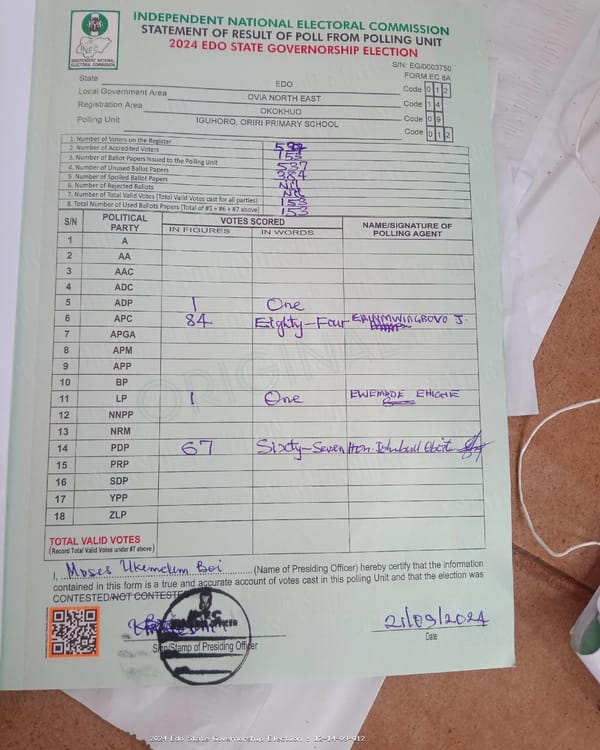 INDEPENDENT NATIONAL ELECTORAL COMMISSION
STATEMENT OF RESULT OF POLL FROM POLLING UNIT
2024 EDO STATE GOVERNORSHIP ELECTION
INDEPENDENT NATIONAL ELECTORAL COMMISSION
S/N: EG/0003750
FORM EC 8A
State EDO Code 0 1 2
Local Government Area OVIA NORTH EAST Code 1 4
Registration Area OKOKHUO Code 0 9
Polling Unit IGUHORO, ORIRI PRIMARY SCHOOL Code 0 1 2
1. Number of Voters on the Register
2. Number of Accredited Voters 153
3. Number of Ballot Papers Issued to the Polling Unit 537
4. Number of Unused Ballot Papers 384
5. Number of Spoiled Ballot Papers Nil
6. Number of Rejected Ballots Nil
7. Number of Total Valid Votes (Total Valid Votes cast for all parties) 153
8. Total Number of Used Ballots Papers (Total of #5 + #6 + #7 above) 153
S/N POLITICAL PARTY VOTES SCORED NAME/SIGNATURE OF POLLING AGENT
IN FIGURES IN WORDS
1 A
2 AA
3 AAC
4 ADC
5 ADP 1 One
6 APC 84 Eighty-Four
7 APGA
8 APM
9 APP
10 BP
11 LP 1 One EWEMADE
12 NNPP
13 NRM
14 PDP 67 Sixty-Seven Hon.
15 PRP
16 SDP
17 YPP
18 ZLP
TOTAL VALID VOTES
(Record Total Valid Votes under #7 above)
I, Moses (Name of Presiding Officer) hereby certify that the information
contained in this form is a true and accurate account of votes cast in this polling Unit and that the election was
CONTESTED/NOT CONTESTED
21/09/2024
Sign/Stamp of Presiding Officer Date
ORIGINAL
2024 Edo State Governorship Election : 12-14-09-012